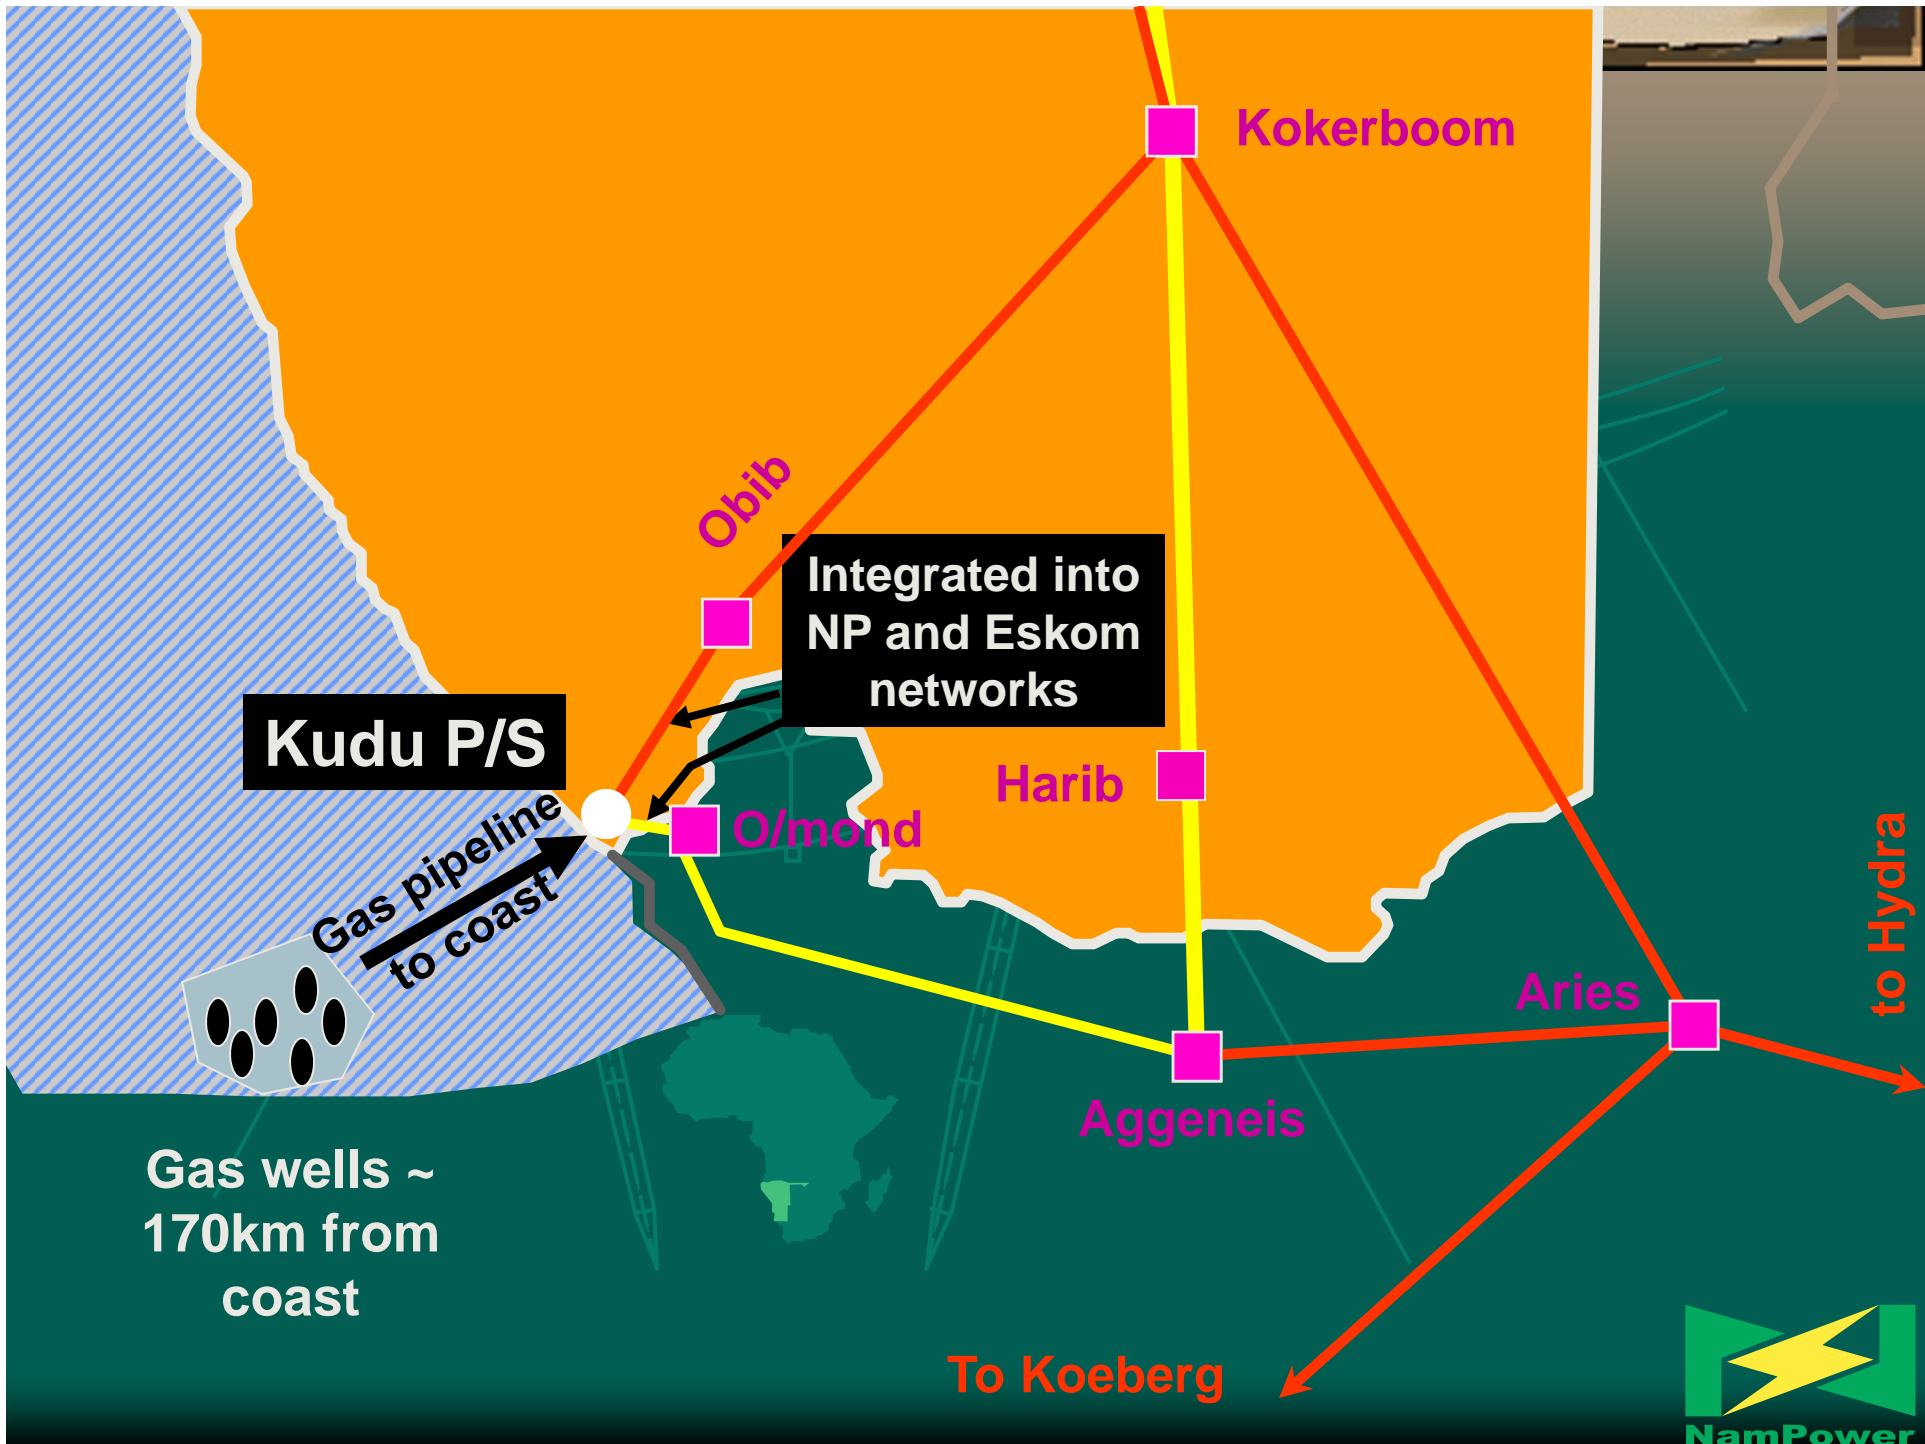 Kokerboom
Obib
Integrated into
NP and Eskom
networks
Kudu P/S
Harib
O/mond
Gas pipeline
to coast
to Hydra
Aries
Aggeneis
Gas wells ~
170km from
coast
To Koeberg
NamPower